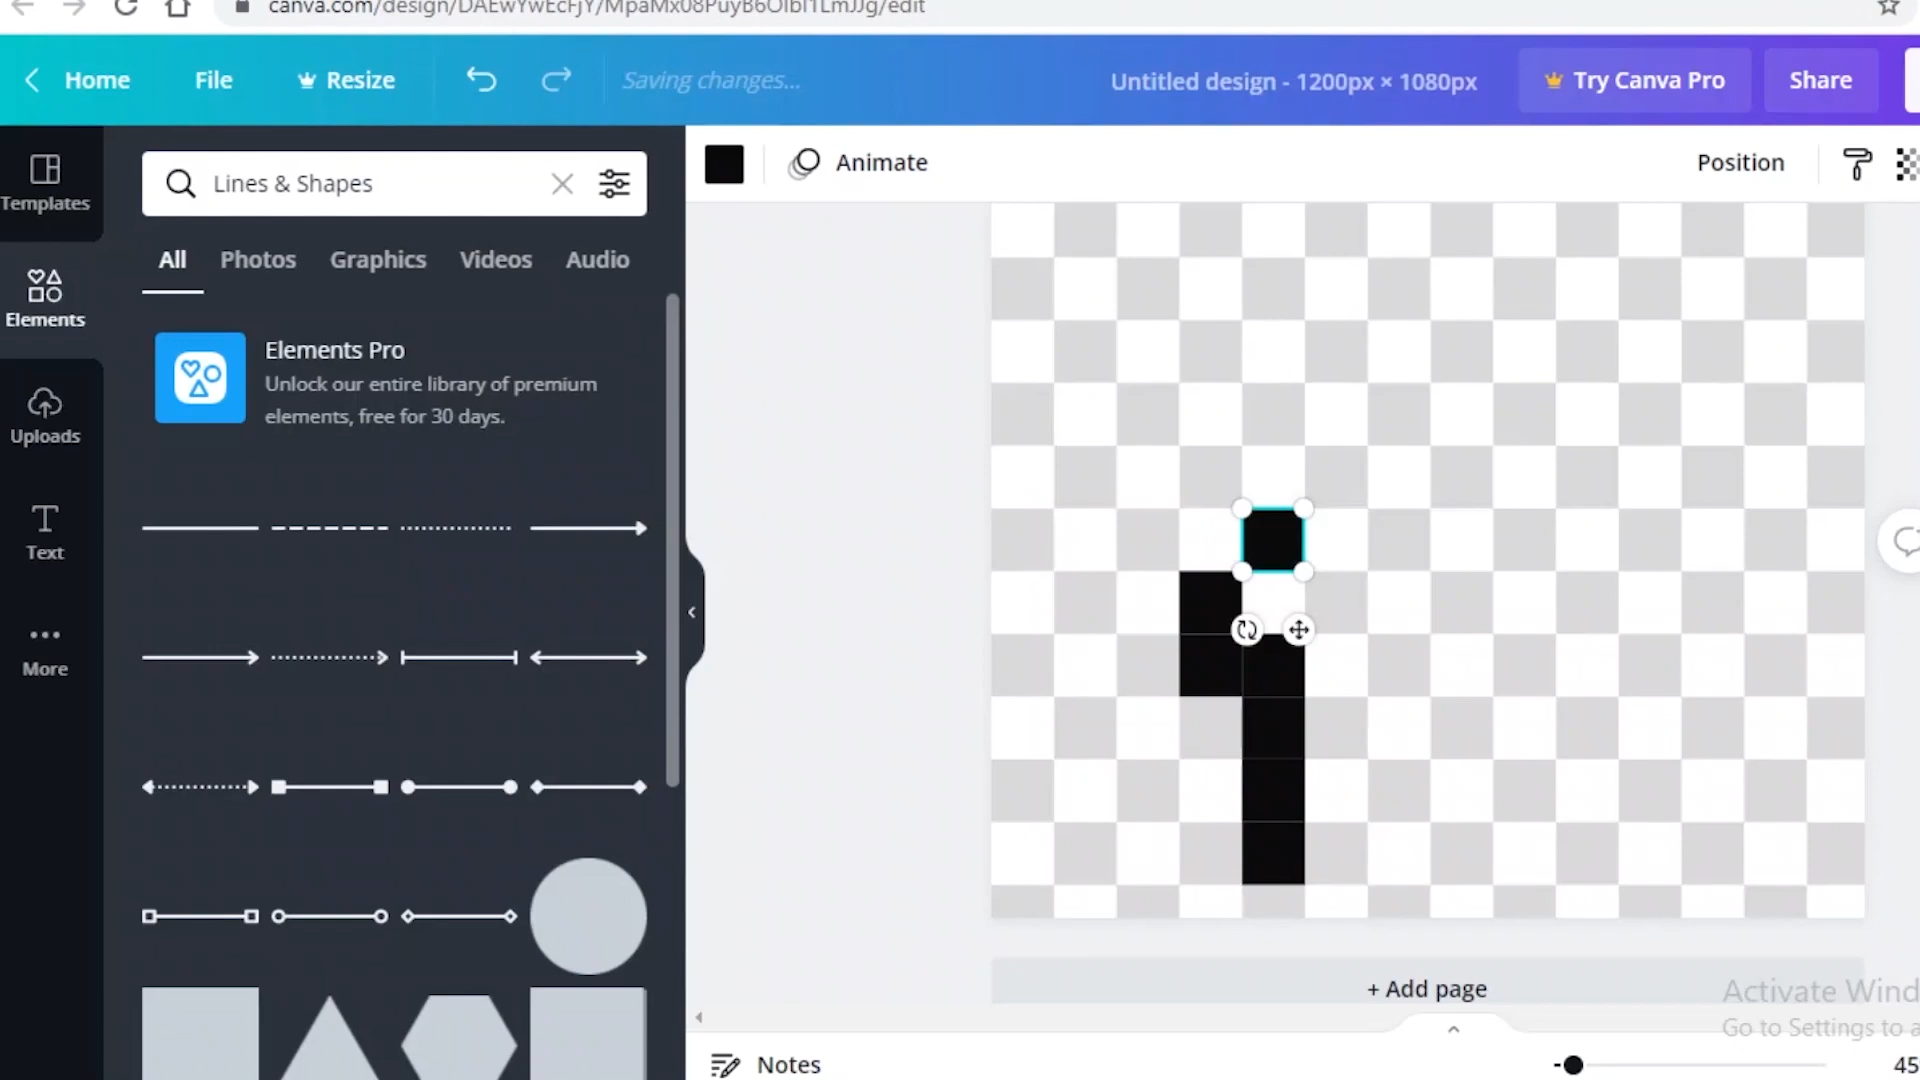 canva.com/design/DAEwYwEcFjY/MpaMx08PuyB6OIbI1LmJJg/edit
Home
File
Resize
Saving changes...
Untitled design - 1200px × 1080px
Try Canva Pro
Share
Templates
Elements
Uploads
Text
More
Lines & Shapes
All
Photos
Graphics
Videos
Audio
Elements Pro
Unlock our entire library of premium
elements, free for 30 days.
Animate
Position
+ Add page
Activate Wind
Go to Settings to a
Notes
45